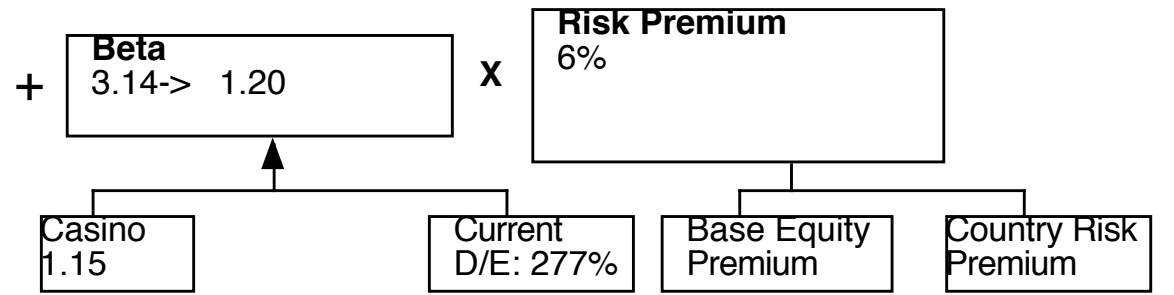 +
Beta
3.14-> 1.20
X
Risk Premium
6%
Casino
1.15
Current
D/E: 277%
Base Equity
Premium
Country Risk
Premium